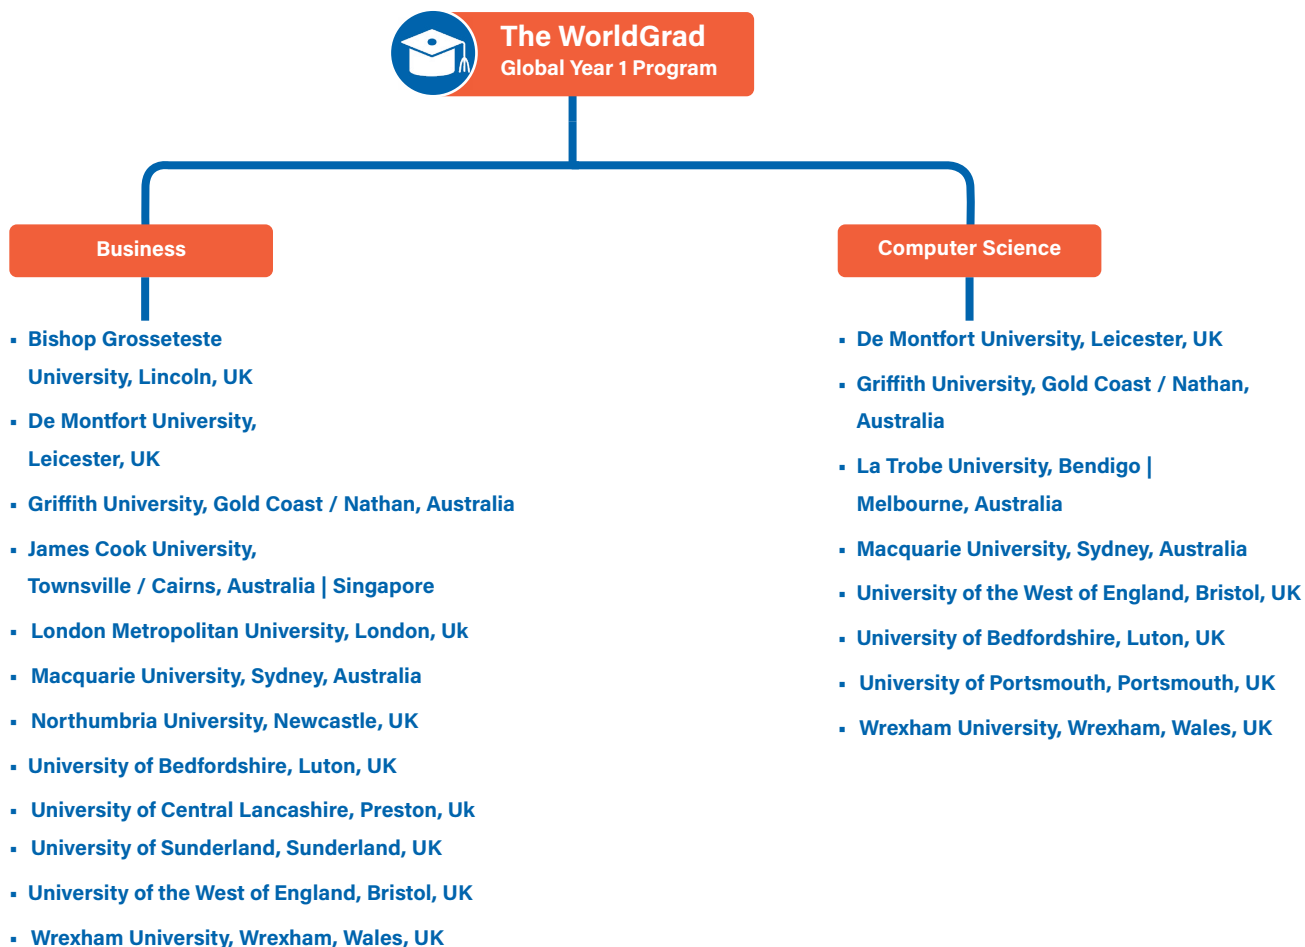 The WorldGrad
Global Year 1 Program
Business
▪ Bishop Grosseteste
University, Lincoln, UK
▪ De Montfort University,
Leicester, UK
▪ Griffith University, Gold Coast / Nathan, Australia
▪ James Cook University,
Townsville / Cairns, Australia | Singapore
▪ London Metropolitan University, London, Uk
▪ Macquarie University, Sydney, Australia
▪ Northumbria University, Newcastle, UK
▪ University of Bedfordshire, Luton, UK
▪ University of Central Lancashire, Preston, Uk
▪ University of Sunderland, Sunderland, UK
▪ University of the West of England, Bristol, UK
▪ Wrexham University, Wrexham, Wales, UK
Computer Science
▪ De Montfort University, Leicester, UK
▪ Griffith University, Gold Coast / Nathan,
Australia
▪ La Trobe University, Bendigo |
Melbourne, Australia
▪ Macquarie University, Sydney, Australia
▪ University of the West of England, Bristol, UK
▪ University of Bedfordshire, Luton, UK
▪ University of Portsmouth, Portsmouth, UK
▪ Wrexham University, Wrexham, Wales, UK